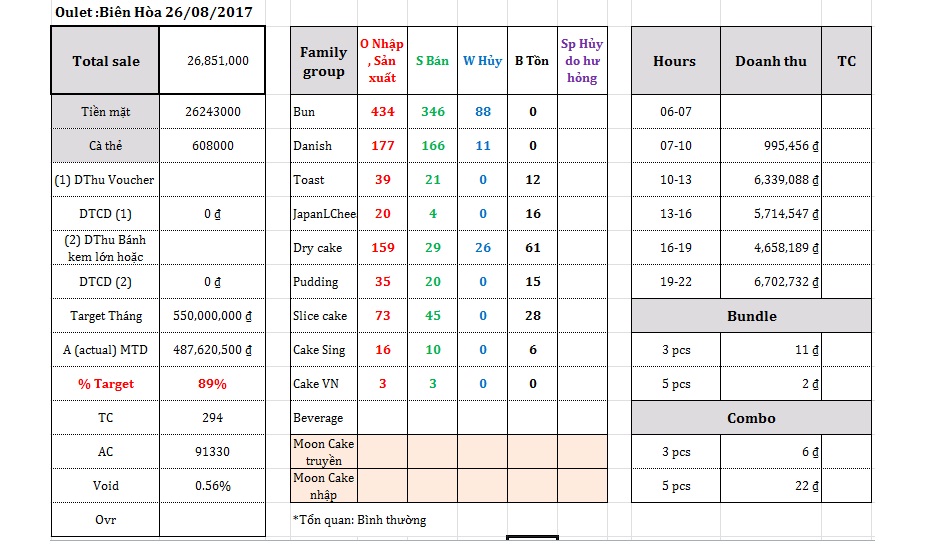 Oulet :Biên Hòa 26/08/2017
Total sale 26,851,000
Tiền mặt 26243000
Cà thẻ 608000
(1) DThu Voucher
DTCD (1) 0 ₫
(2) DThu Bánh
kem lớn hoặc
DTCD (2) 0 ₫
Target Tháng 550,000,000 ₫
A (actual) MTD 487,620,500 ₫
% Target 89%
TC 294
AC 91330
Void 0.56%
Ovr
Family
group
O Nhập
, Sản
xuất
S Bán
W Hủy
B Tồn
Sp Hủy
do hư
hỏng
Bun 434 346 88 0
Danish 177 166 11 0
Toast 39 21 0 12
JapanLChee 20 4 0 16
Dry cake 159 29 26 61
Pudding 35 20 0 15
Slice cake 73 45 0 28
Cake Sing 16 10 0 6
Cake VN 3 3 0 0
Beverage
Moon Cake
truyền
Moon Cake
nhập
*Tổn quan: Bình thường
Hours Doanh thu TC
06-07
07-10 995,456 ₫
10-13 6,339,088 ₫
13-16 5,714,547 ₫
16-19 4,658,189 ₫
19-22 6,702,732 ₫
Bundle
3 pcs 11 ₫
5 pcs 2 ₫
Combo
3 pcs 6 ₫
5 pcs 22 ₫